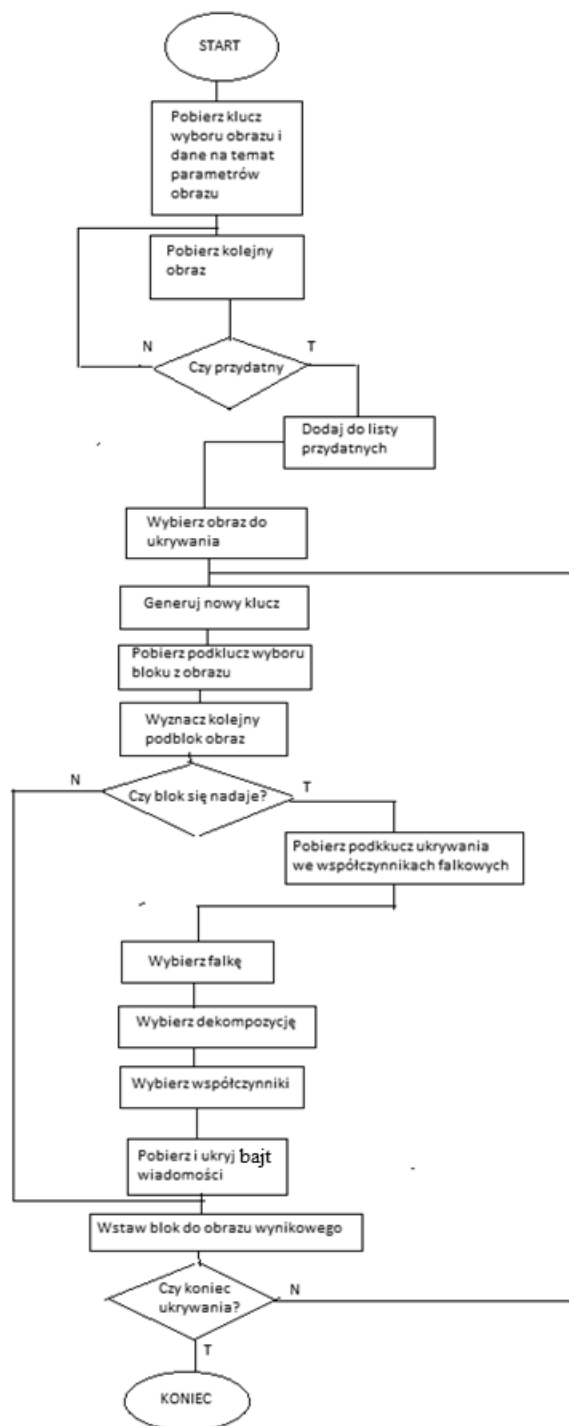 START
Pobierz klucz
wyboru obrazu i
dane na temat
parametrów
obrazu
Pobierz kolejny
obraz
N
T
Czy przydatny
Dodaj do listy
przydatnych
Wybierz obraz do
ukrywania
Generuj nowy klucz
Pobierz podklucz wyboru
bloku z obrazu
Wyznacz kolejny
podblok obraz
N
T
Czy blok się nadaje?
Pobierz podkkucz ukrywania
we współczynnikach falkowych
Wybierz falkę
Wybierz dekompozycję
Wybierz współczynniki
Pobierz i ukryj bajt
wiadomości
Wstaw blok do obrazu wynikowego
Czy koniec
ukrywania?
N
T
KONIEC